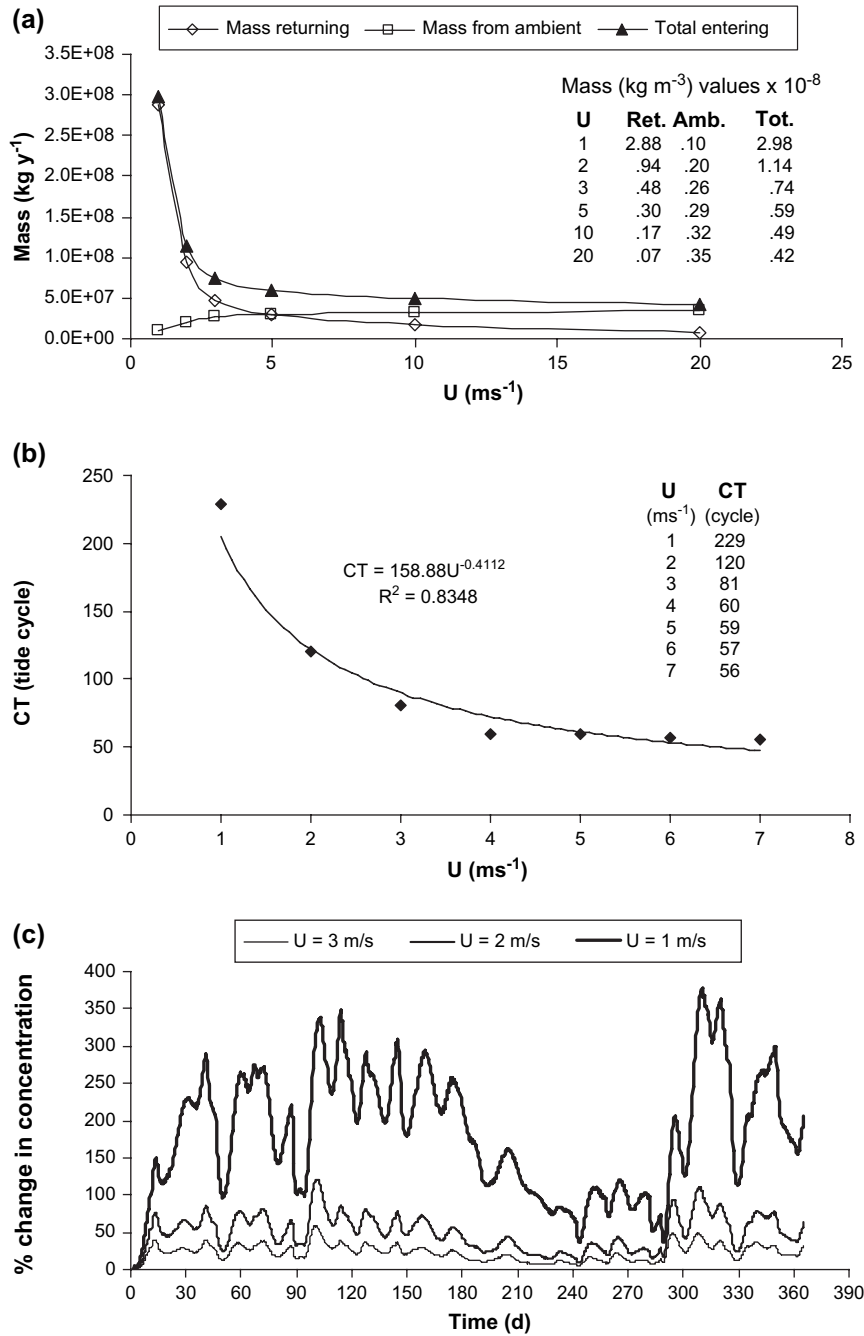 (a)
Mass returning Mass from ambient Total entering
3.5E+08
3.0E+08
2.5E+08
2.0E+08
1.5E+08
1.0E+08
5.0E+07
0.0E+00
Mass (kg y-1)
Mass (kg m-3) values x 10-8
U Ret. Amb. Tot.
1 2.88 .10 2.98
2 .94 .20 1.14
3 .48 .26 .74
5 .30 .29 .59
10 .17 .32 .49
20 .07 .35 .42
0 5 10 15 20 25
U (ms-1)
(b)
250
200
150
100
50
0
CT (tide cycle)
CT = 158.88U-0.4112
R2 = 0.8348
U CT
(ms-1) (cycle)
1 229
2 120
3 81
4 60
5 59
6 57
7 56
0 1 2 3 4 5 6 7 8
U (ms-1)
(c)
U = 3 m/s U = 2 m/s U = 1 m/s
400
350
300
250
200
150
100
50
0
% change in concentration
0 30 60 90 120 150 180 210 240 270 300 330 360 390
Time (d)